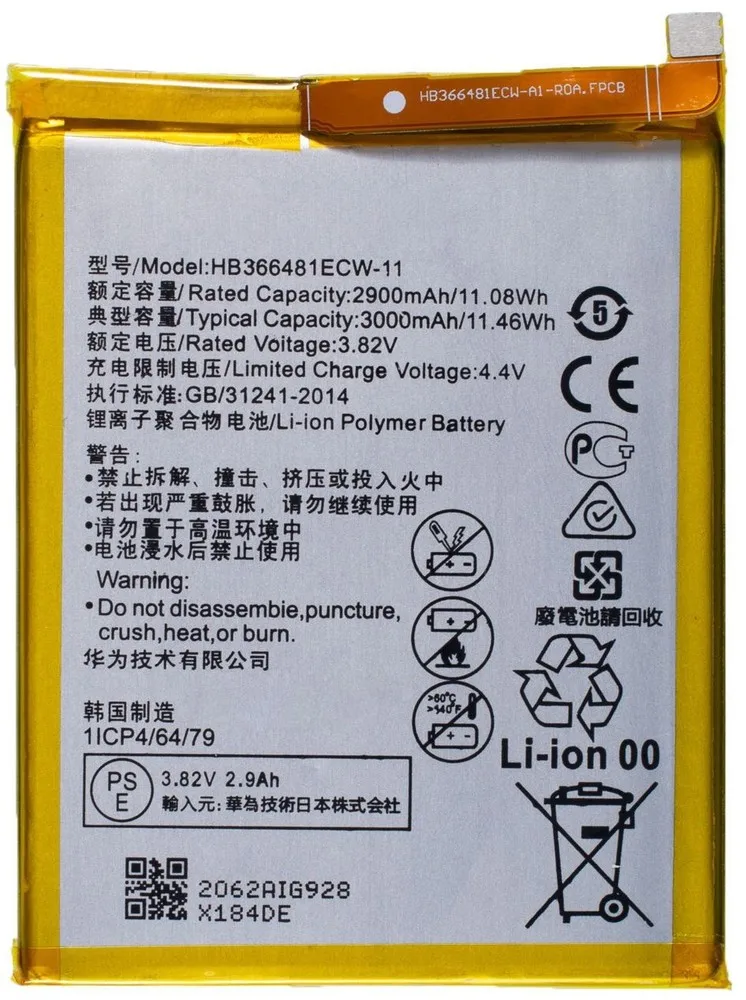 HB366481ECW-A1-ROA.FPCB
型号/Model:HB366481ECW-11
额定容量/Rated Capacity:2900mAh/11.08Wh
典型容量/Typical Capacity:3000mAh/11.46Wh
额定电压/Rated Voitage:3.82V
充电限制电压/Limited Charge Voltage:4.4V
执行标准:GB/31241-2014
锂离子聚合物电池/Li-ion Polymer Battery
警告:
•禁止拆解、撞击、挤压或投入火中
•若出现严重鼓胀，请勿继续使用
•请勿置于高温环境中
•电池浸水后禁止使用
Warning:
•Do not disassembie,puncture,
crush,heat,or burn.
华为技术有限公司
韩国制造
1ICP4/64/79
PS
E
3.82V 2.9Ah
輸入元:華為技術日本株式会社
2062AIG928
X184DE
5
CE
PCT
廢電池請回收
>60°C
>140°F
Li-ion 00